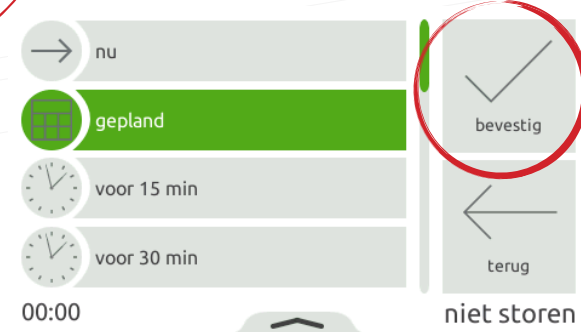 nu
gepland
voor 15 min
voor 30 min
bevestig
terug
00:00
niet storen